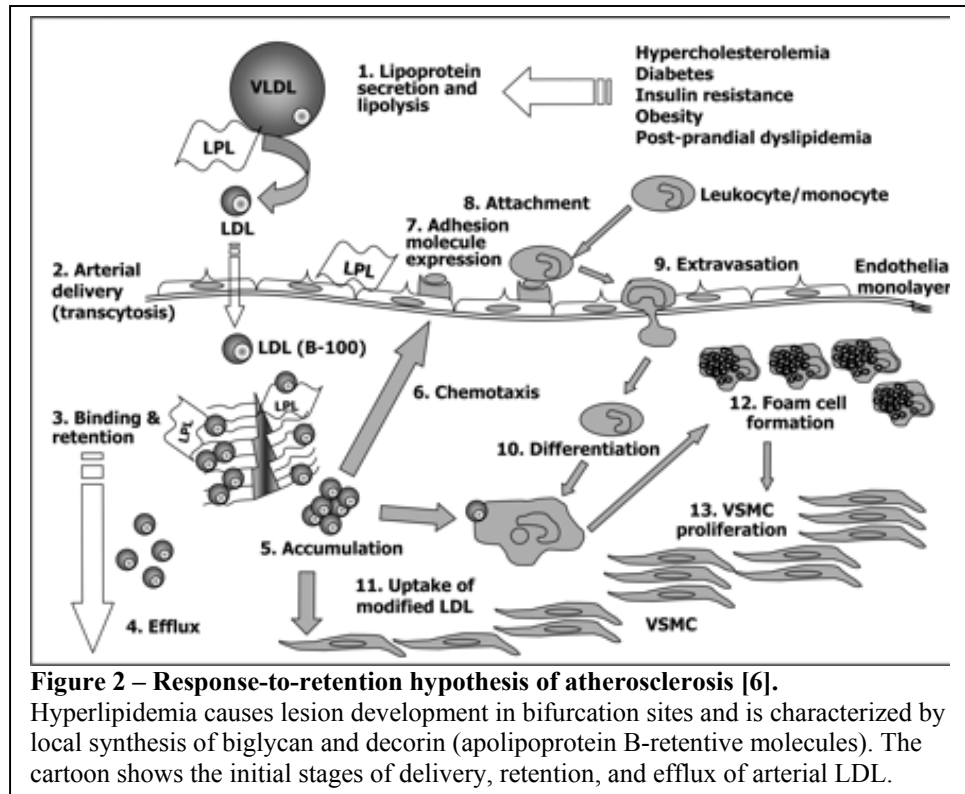 VLDL
1. Lipoprotein
secretion and
lipolysis
Hypercholesterolemia
Diabetes
Insulin resistance
Obesity
Post-prandial dyslipidemia
LPL
LDL
8. Attachment
Leukocyte/monocyte
7. Adhesion
molecule
expression
2. Arterial
delivery
(transcytosis)
LPL
9. Extravasation
Endothelia
monolayer
LDL (B-100)
3. Binding &
retention
LPL
LPL
6. Chemotaxis
12. Foam cell
formation
10. Differentiation
13. VSMC
proliferation
5. Accumulation
11. Uptake of
modified LDL
4. Efflux
VSMC
Figure 2 – Response-to-retention hypothesis of atherosclerosis [6].
Hyperlipidemia causes lesion development in bifurcation sites and is characterized by
local synthesis of biglycan and decorin (apolipoprotein B-retentive molecules). The
cartoon shows the initial stages of delivery, retention, and efflux of arterial LDL.